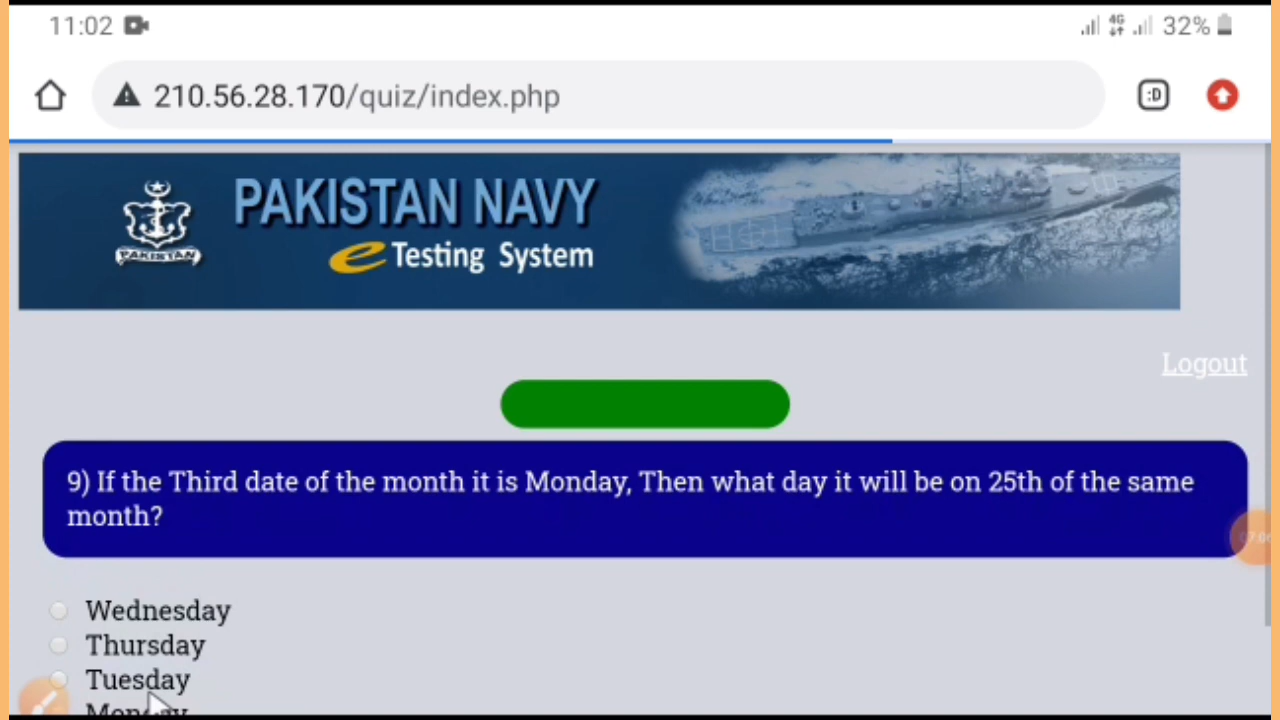 11:02
4G 32%
210.56.28.170/quiz/index.php
:D
PAKISTAN NAVY
PAKISTAN
e Testing System
Logout
9) If the Third date of the month it is Monday, Then what day it will be on 25th of the same
month?
Wednesday
Thursday
Tuesday
Monday